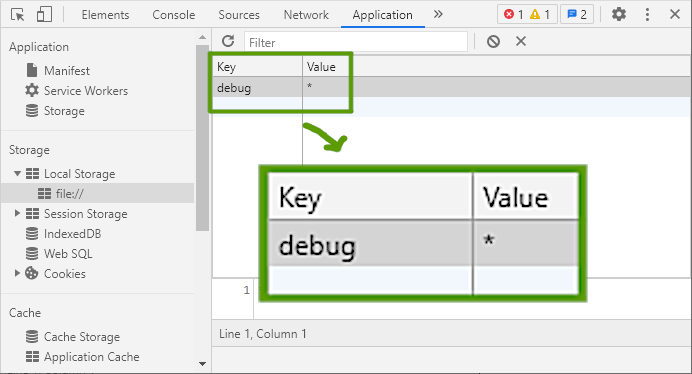 Elements Console Sources Network Application 1 1 2
Application
Manifest
Service Workers
Storage
Storage
Local Storage
file://
Session Storage
IndexedDB
Web SQL
Cookies
Cache
Cache Storage
Application Cache
Filter
Key Value
debug *
Key Value
debug *
1
Line 1, Column 1